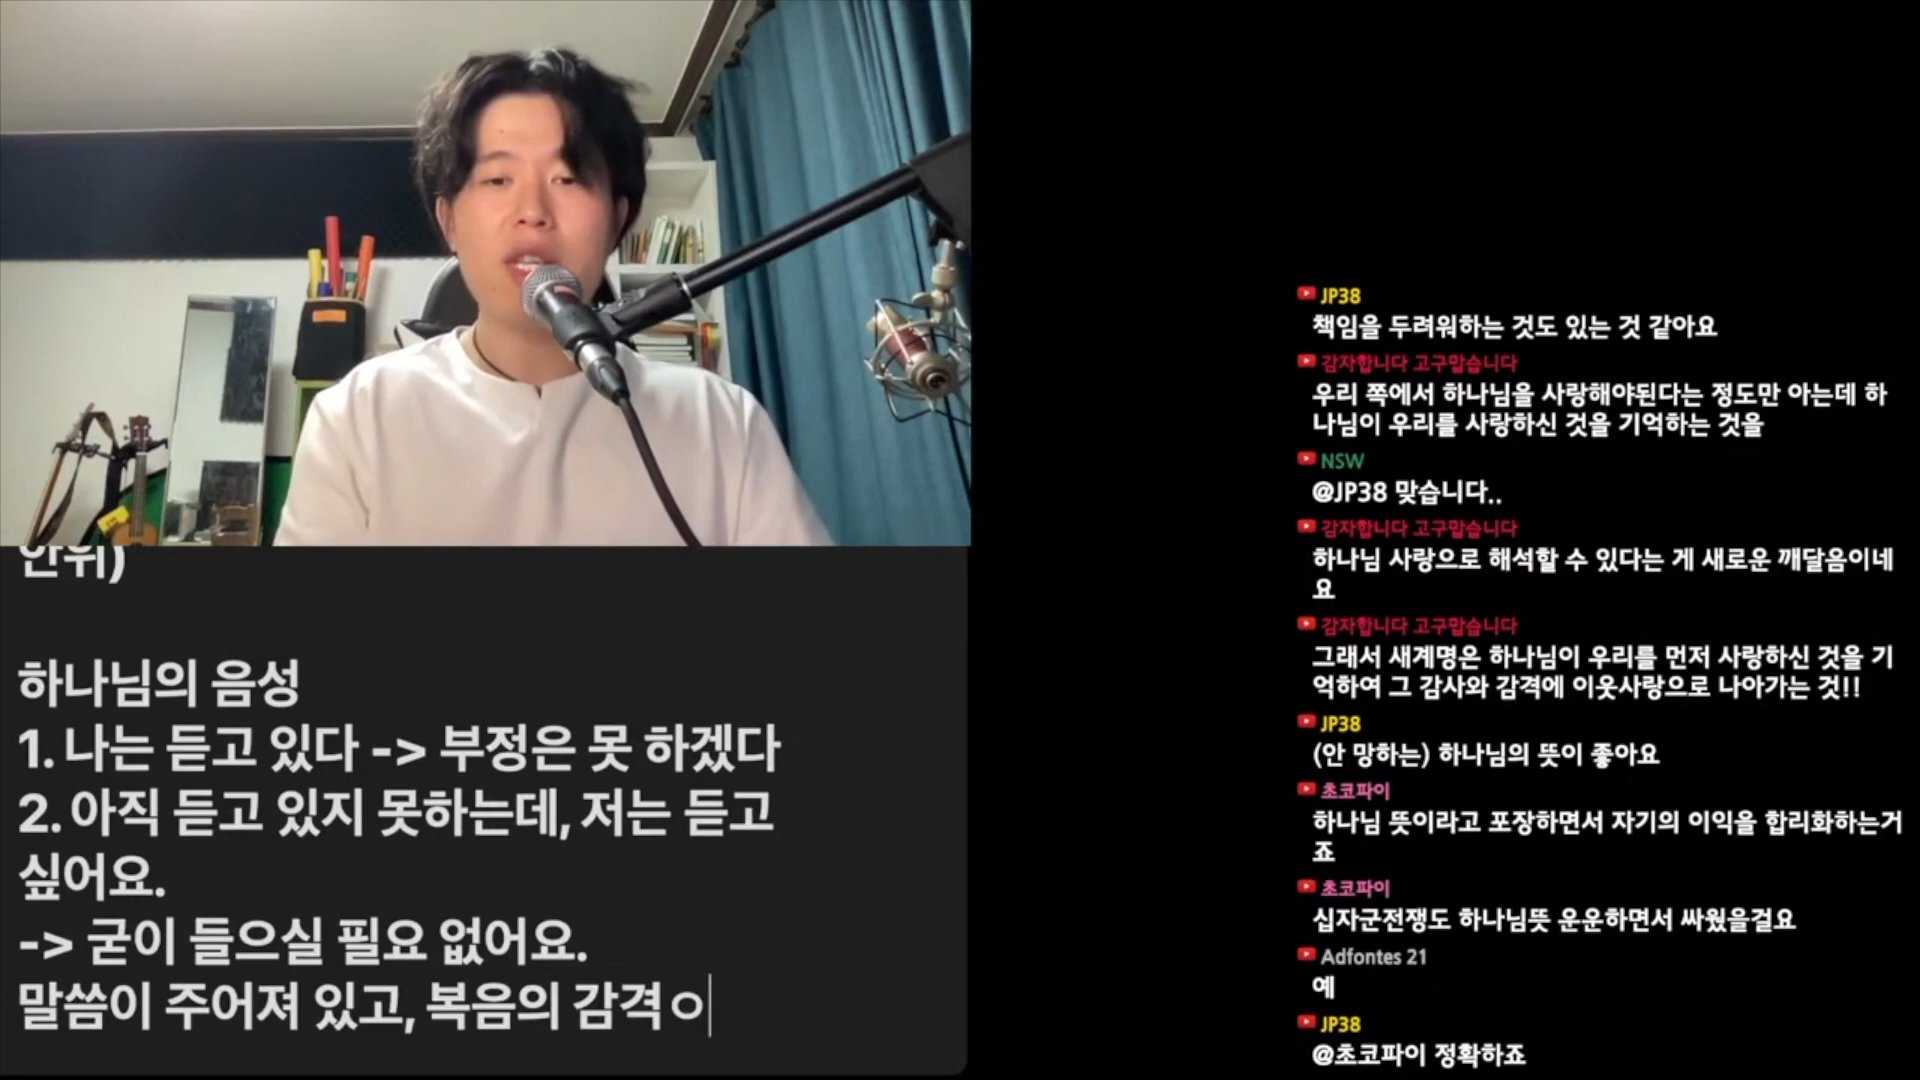 안위)
하나님의 음성
1. 나는 듣고 있다 -> 부정은 못 하겠다
2. 아직 듣고 있지 못하는데, 저는 듣고
싶어요.
-> 굳이 들으실 필요 없어요.
말씀이 주어져 있고, 복음의 감격ㅇ
JP38
책임을 두려워하는 것도 있는 것 같아요
감자합니다 고구맙습니다
우리 쪽에서 하나님을 사랑해야된다는 정도만 아는데 하
나님이 우리를 사랑하신 것을 기억하는 것을
NSW
@JP38 맞습니다..
감자합니다 고구맙습니다
하나님 사랑으로 해석할 수 있다는 게 새로운 깨달음이네
요
감자합니다 고구맙습니다
그래서 새계명은 하나님이 우리를 먼저 사랑하신 것을 기
억하여 그 감사와 감격에 이웃사랑으로 나아가는 것!!
JP38
(안 망하는) 하나님의 뜻이 좋아요
초코파이
하나님 뜻이라고 포장하면서 자기의 이익을 합리화하는거
죠
초코파이
십자군전쟁도 하나님뜻 운운하면서 싸웠을걸요
Adfontes 21
예
JP38
@초코파이 정확하죠